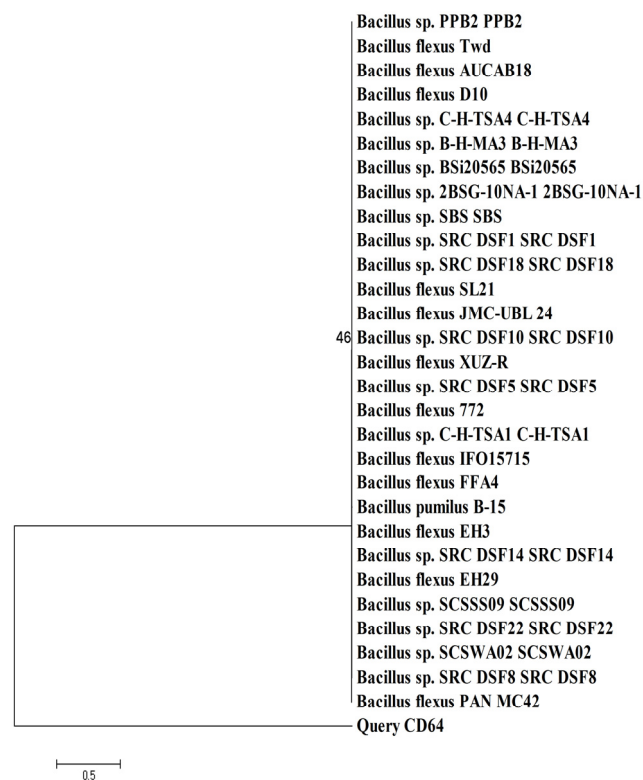 Bacillus sp. PPB2 PPB2
Bacillus flexus Twd
Bacillus flexus AUCAB18
Bacillus flexus D10
Bacillus sp. C-H-TSA4 C-H-TSA4
Bacillus sp. B-H-MA3 B-H-MA3
Bacillus sp. BSi20565 BSi20565
Bacillus sp. 2BSG-10NA-1 2BSG-10NA-1
Bacillus sp. SBS SBS
Bacillus sp. SRC DSF1 SRC DSF1
Bacillus sp. SRC DSF18 SRC DSF18
Bacillus flexus SL21
Bacillus flexus JMC-UBL 24
46 Bacillus sp. SRC DSF10 SRC DSF10
Bacillus flexus XUZ-R
Bacillus sp. SRC DSF5 SRC DSF5
Bacillus flexus 772
Bacillus sp. C-H-TSA1 C-H-TSA1
Bacillus flexus IFO15715
Bacillus flexus FFA4
Bacillus pumilus B-15
Bacillus flexus EH3
Bacillus sp. SRC DSF14 SRC DSF14
Bacillus flexus EH29
Bacillus sp. SCSSS09 SCSSS09
Bacillus sp. SRC DSF22 SRC DSF22
Bacillus sp. SCSWA02 SCSWA02
Bacillus sp. SRC DSF8 SRC DSF8
Bacillus flexus PAN MC42
Query CD64
0.5